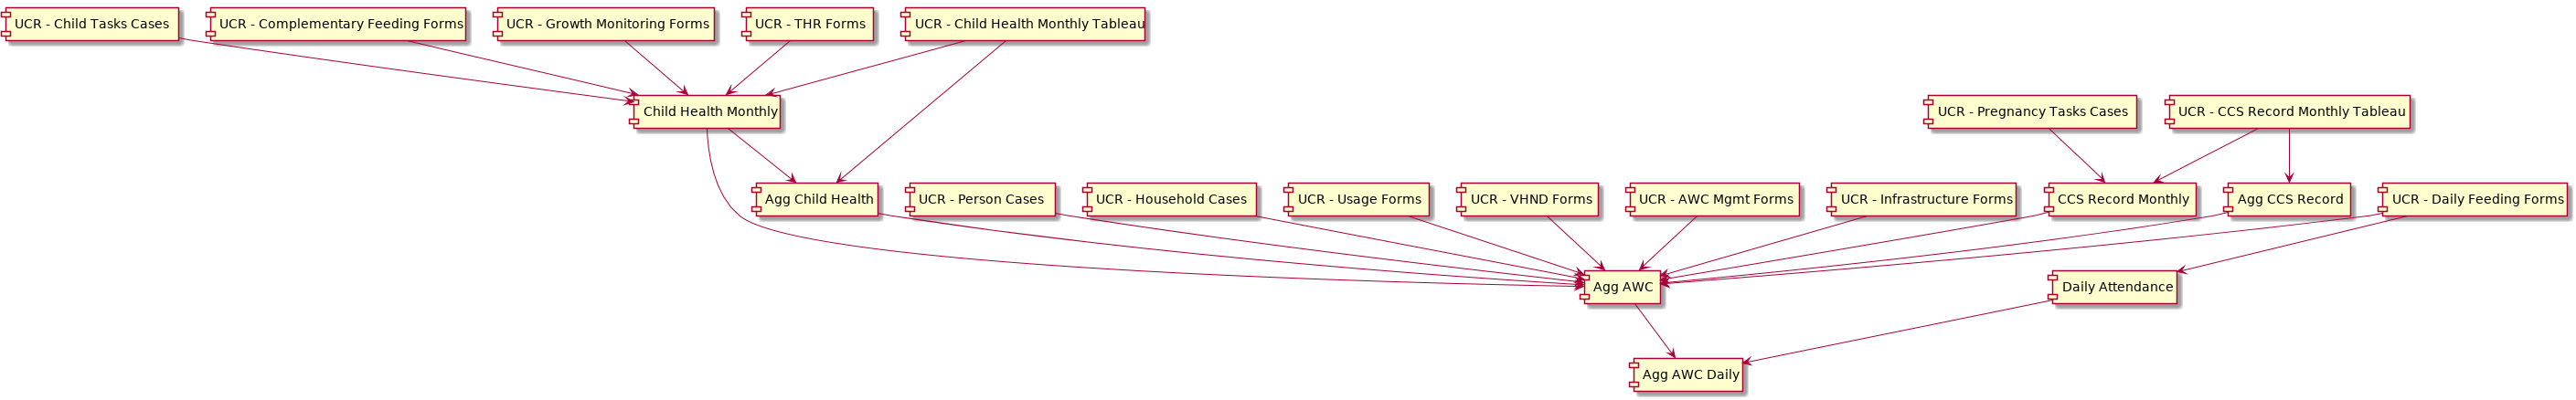 UCR - Child Tasks Cases
UCR - Complementary Feeding Forms
UCR - Growth Monitoring Forms
UCR - THR Forms
UCR - Child Health Monthly Tableau
Child Health Monthly
UCR - Pregnancy Tasks Cases
UCR - CCS Record Monthly Tableau
Agg Child Health
UCR - Person Cases
UCR - Household Cases
UCR - Usage Forms
UCR - VHND Forms
UCR - AWC Mgmt Forms
UCR - Infrastructure Forms
CCS Record Monthly
Agg CCS Record
UCR - Daily Feeding Forms
Agg AWC
Daily Attendance
Agg AWC Daily